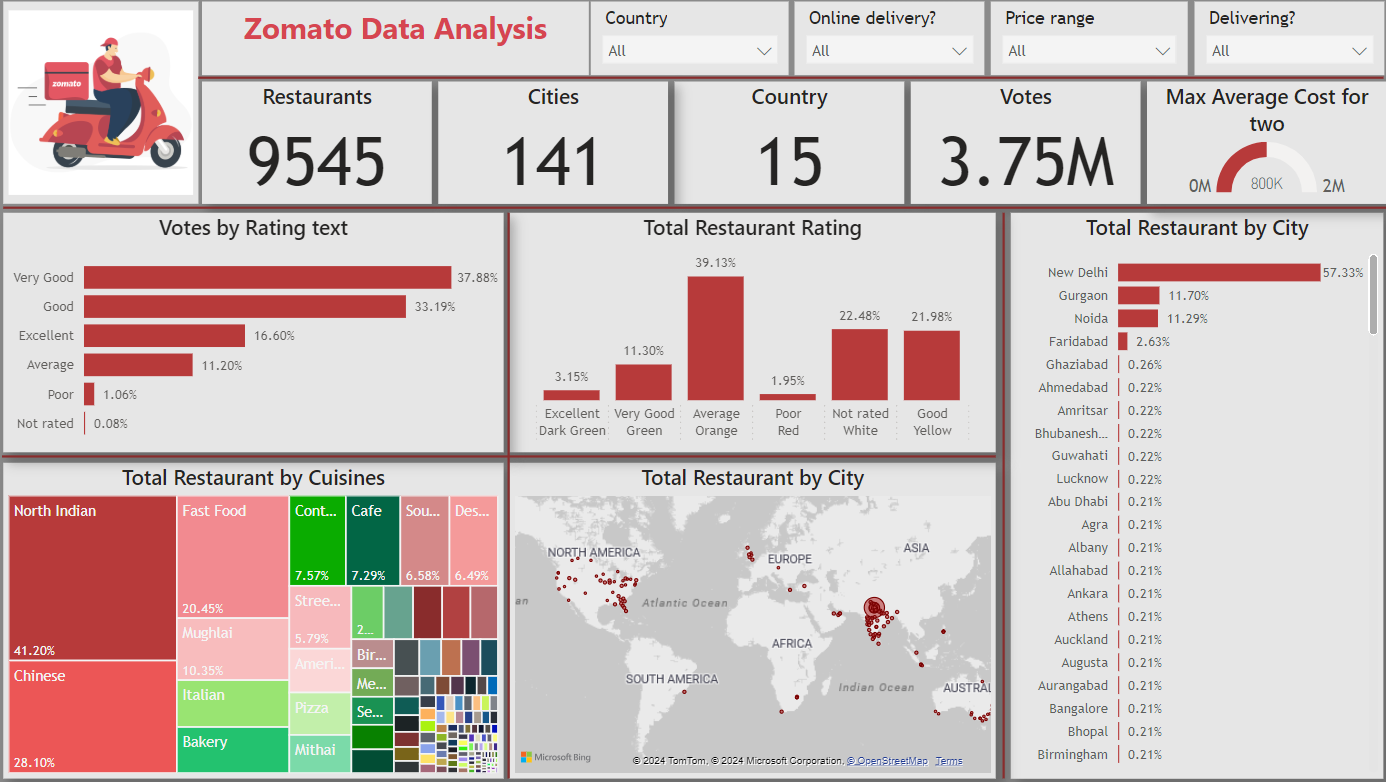 zomato
Zomato Data Analysis
Country
All
Online delivery?
All
Price range
All
Delivering?
All
Restaurants
9545
Cities
141
Country
15
Votes
3.75M
Max Average Cost for
two
0M
800K
2M
Votes by Rating text
Very Good 37.88%
Good 33.19%
Excellent 16.60%
Average 11.20%
Poor 1.06%
Not rated 0.08%
Total Restaurant Rating
3.15%
11.30%
39.13%
1.95%
22.48%
21.98%
Excellent
Dark Green
Very Good
Green
Average
Orange
Poor
Red
Not rated
White
Good
Yellow
Total Restaurant by City
New Delhi 57.33%
Gurgaon 11.70%
Noida 11.29%
Faridabad 2.63%
Ghaziabad 0.26%
Ahmedabad 0.22%
Amritsar 0.22%
Bhubanesh... 0.22%
Guwahati 0.22%
Lucknow 0.22%
Abu Dhabi 0.21%
Agra 0.21%
Albany 0.21%
Allahabad 0.21%
Ankara 0.21%
Athens 0.21%
Auckland 0.21%
Augusta 0.21%
Aurangabad 0.21%
Bangalore 0.21%
Bhopal 0.21%
Birmingham 0.21%
Total Restaurant by Cuisines
North Indian
41.20%
Chinese
28.10%
Fast Food
20.45%
Mughlai
10.35%
Italian
Bakery
Cont...
7.57%
Cafe
7.29%
Sou...
6.58%
Des...
6.49%
Stree...
5.79%
Ameri...
Pizza
Mithai
2...
Bir...
Me...
Se...
Total Restaurant by City
NORTH AMERICA
EUROPE
ASIA
an
Atlantic Ocean
AFRICA
SOUTH AMERICA
Indian Ocean
AUSTRAL
Microsoft Bing
© 2024 TomTom, © 2024 Microsoft Corporation, © OpenStreetMap Terms